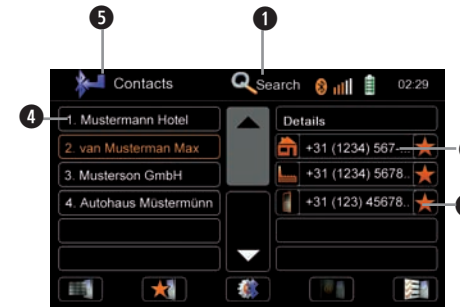 5 1
Contacts Search 02:29
4 1. Mustermann Hotel Details
2. van Musterman Max +31 (1234) 567-...
3. Musterson GmbH +31 (1234) 5678..
4. Autohaus Müstermünn +31 (123) 45678..